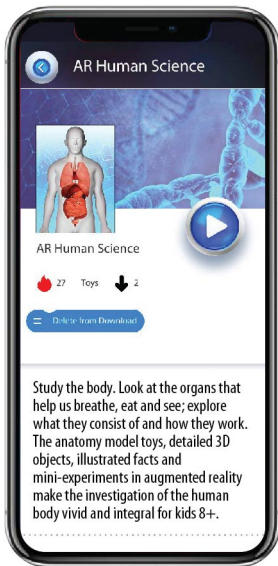 AR Human Science
AR Human Science
27 Toys 2
Delete from Download
Study the body. Look at the organs that
help us breathe, eat and see; explore
what they consist of and how they work.
The anatomy model toys, detailed 3D
objects, illustrated facts and
mini-experiments in augmented reality
make the investigation of the human
body vivid and integral for kids 8+.